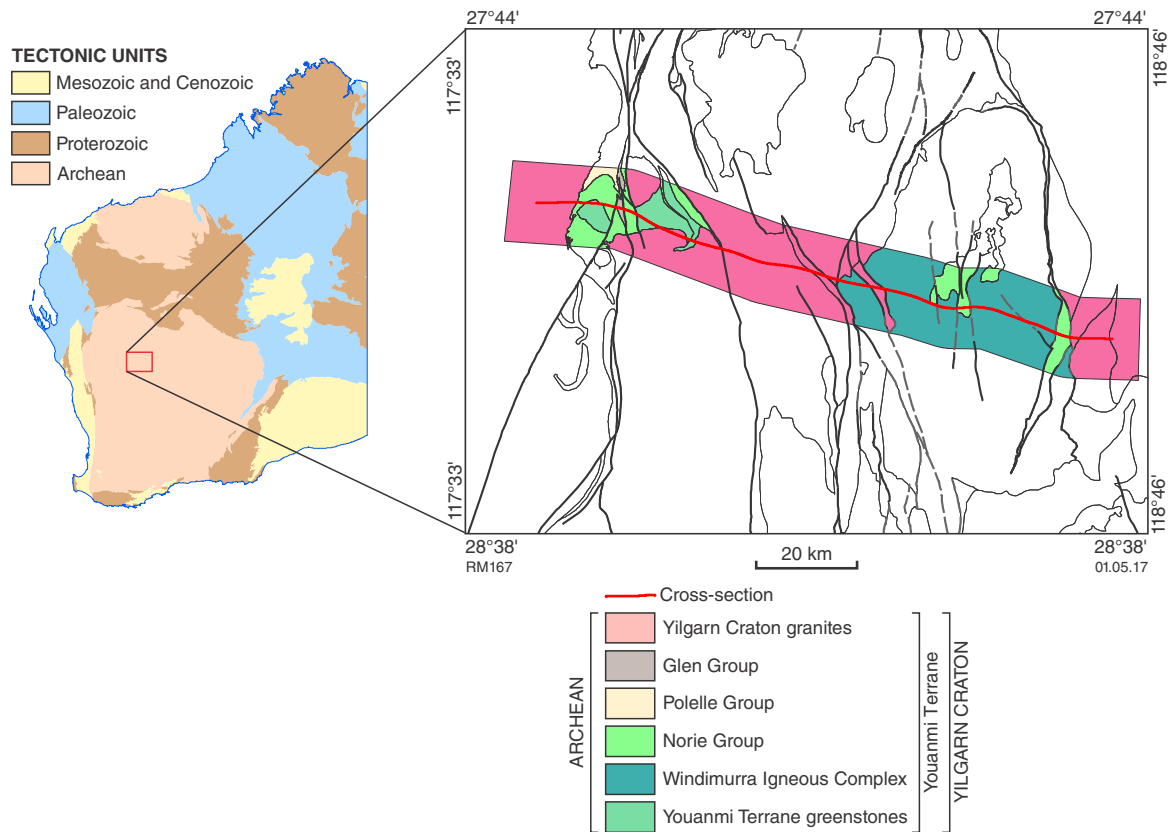 TECTONIC UNITS
Mesozoic and Cenozoic
Paleozoic
Proterozoic
Archean
27°44'
27°44'
117°33'
118°46'
117°33'
118°46'
28°38'
28°38'
RM167
20 km
01.05.17
Cross-section
Yilgarn Craton granites
Glen Group
Polelle Group
Norie Group
Windimurra Igneous Complex
Youanmi Terrane greenstones
ARCHEAN
Youanmi Terrane
YILGARN CRATON